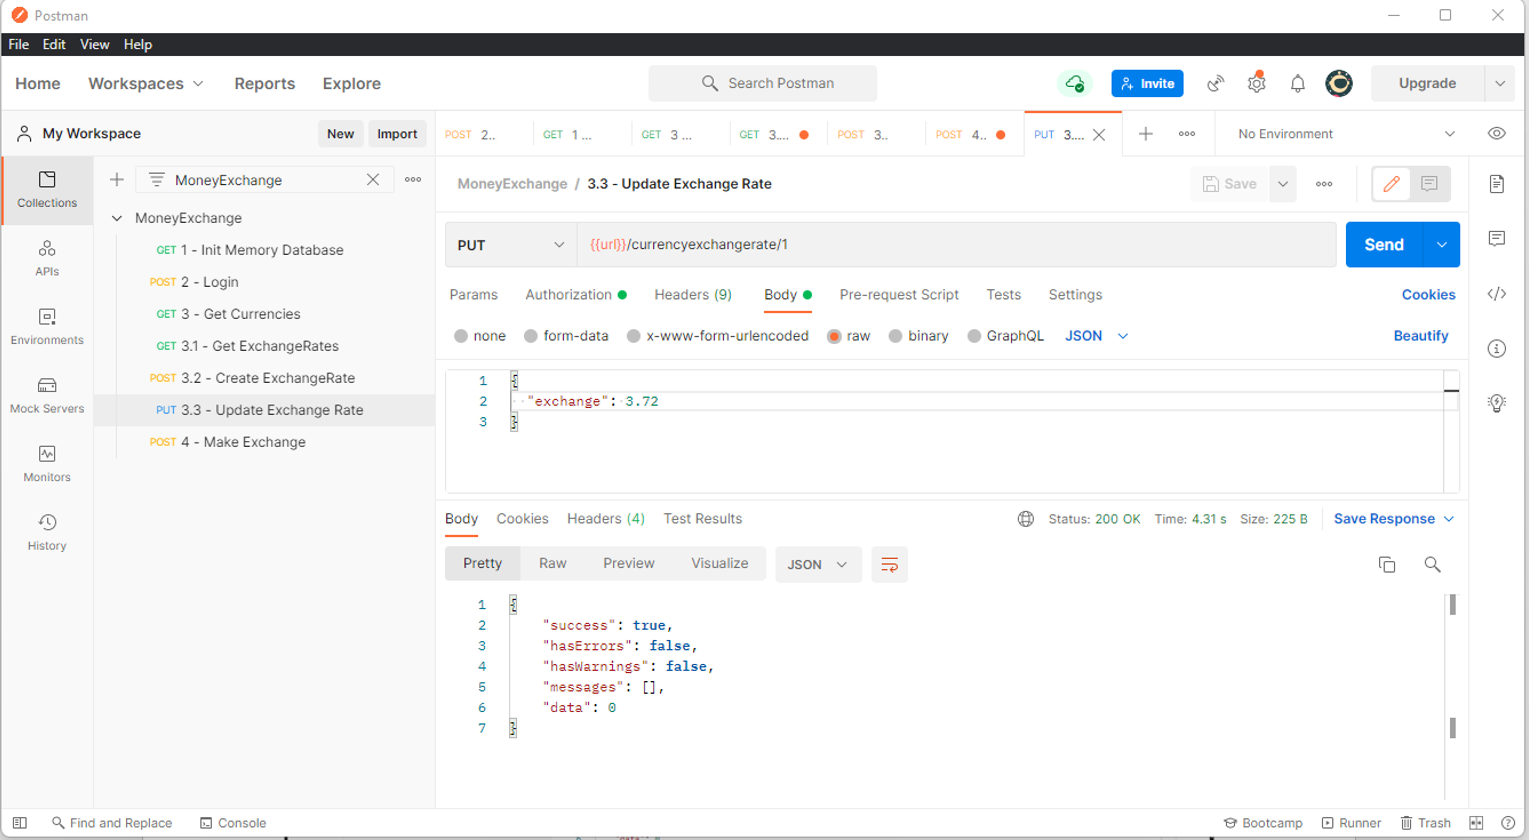 Postman
File Edit View Help
Home Workspaces Reports Explore Search Postman Invite Upgrade
My Workspace New Import
POST 2.. GET 1 ... GET 3 ... GET 3.... POST 3.. POST 4.. PUT 3.... No Environment
Collections
APIs
Environments
Mock Servers
Monitors
History
MoneyExchange
MoneyExchange
GET 1 - Init Memory Database
POST 2 - Login
GET 3 - Get Currencies
GET 3.1 - Get ExchangeRates
POST 3.2 - Create ExchangeRate
PUT 3.3 - Update Exchange Rate
POST 4 - Make Exchange
MoneyExchange / 3.3 - Update Exchange Rate Save
PUT {{url}}/currencyexchangerate/1 Send
Params Authorization Headers (9) Body Pre-request Script Tests Settings Cookies
none form-data x-www-form-urlencoded raw binary GraphQL JSON Beautify
1 {
2 "exchange": 3.72
3 }
Body Cookies Headers (4) Test Results Status: 200 OK Time: 4.31 s Size: 225 B Save Response
Pretty Raw Preview Visualize JSON
1 {
2 "success": true,
3 "hasErrors": false,
4 "hasWarnings": false,
5 "messages": [],
6 "data": 0
7 }
Find and Replace Console Bootcamp Runner Trash